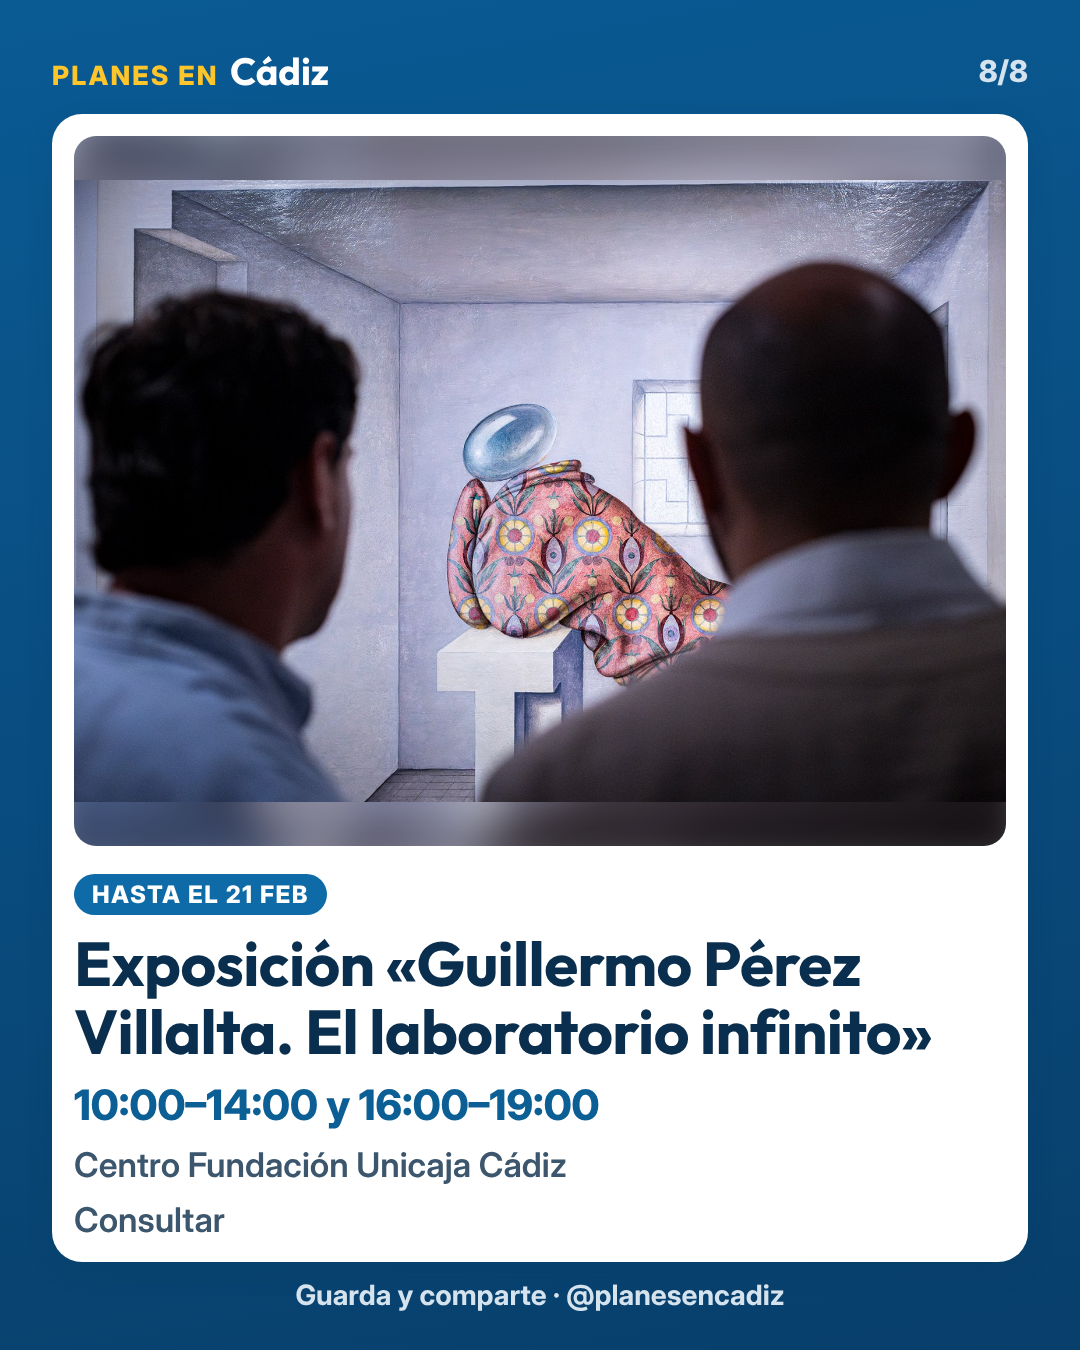 PLANES EN Cádiz
8/8
HASTA EL 21 FEB
Exposición «Guillermo Pérez
Villalta. El laboratorio infinito»
10:00–14:00 y 16:00–19:00
Centro Fundación Unicaja Cádiz
Consultar
Guarda y comparte · @planesencadiz